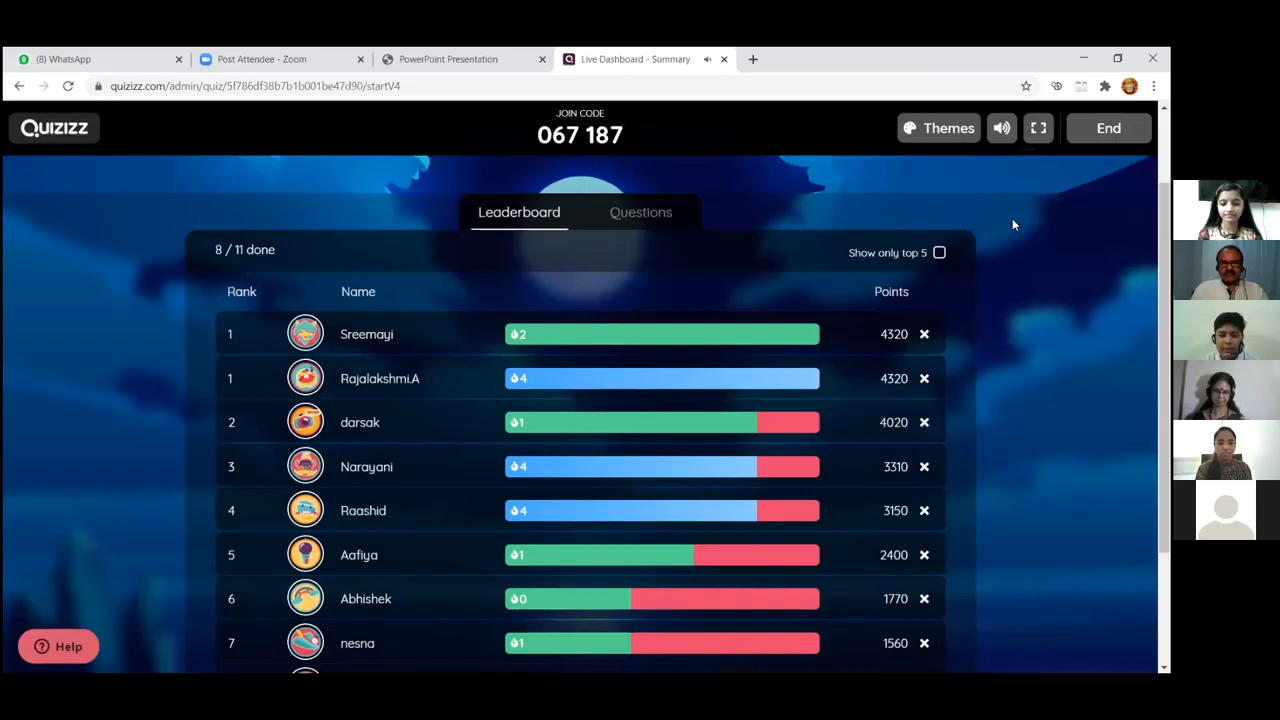 (8) WhatsApp
Post Attendee - Zoom
PowerPoint Presentation
Live Dashboard - Summary
quizizz.com/admin/quiz/5f786df38b7b1b001be47d90/startV4
QUIZIZZ
JOIN CODE
067 187
Themes
End
Leaderboard
Questions
8 / 11 done
Show only top 5
Rank Name Points
1 Sreemayi 2 4320
1 Rajalakshmi.A 4 4320
2 darsak 1 4020
3 Narayani 4 3310
4 Raashid 4 3150
5 Aafiya 1 2400
6 Abhishek 0 1770
7 nesna 1 1560
Help